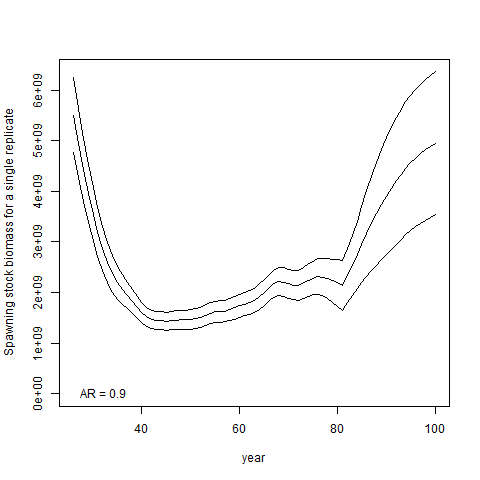 Spawning stock biomass for a single replicate
6e+09
5e+09
4e+09
3e+09
2e+09
1e+09
0e+00
AR = 0.9
40 60 80 100
year